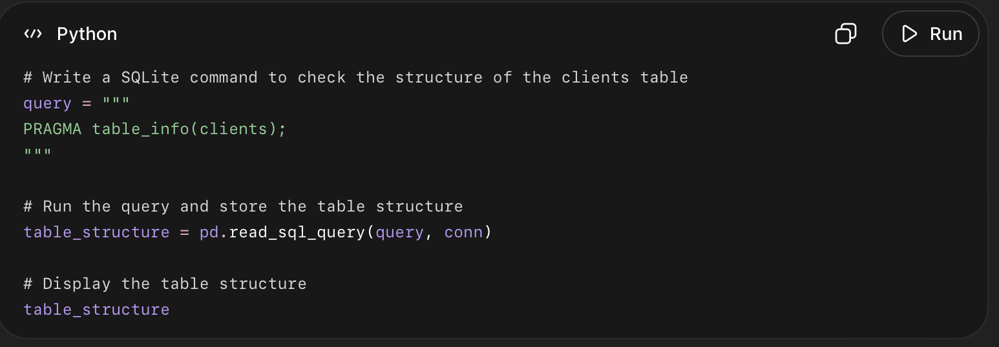 Python
Run
# Write a SQLite command to check the structure of the clients table
query = """
PRAGMA table_info(clients);
"""
# Run the query and store the table structure
table_structure = pd.read_sql_query(query, conn)
# Display the table structure
table_structure